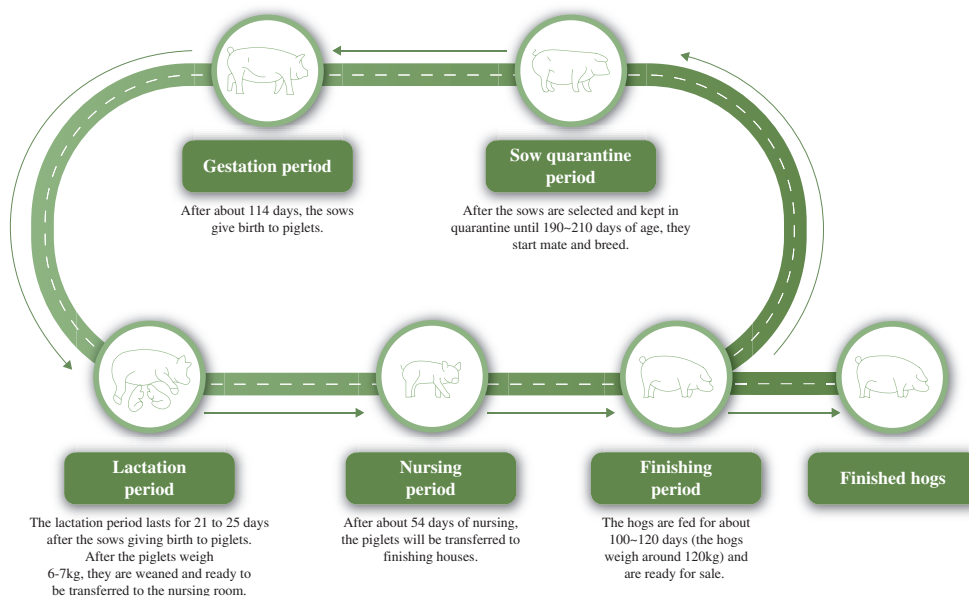 Gestation period
After about 114 days, the sows
give birth to piglets.
Sow quarantine
period
After the sows are selected and kept in
quarantine until 190~210 days of age, they
start mate and breed.
Lactation
period
The lactation period lasts for 21 to 25 days
after the sows giving birth to piglets.
After the piglets weigh
6-7kg, they are weaned and ready to
be transferred to the nursing room.
Nursing
period
After about 54 days of nursing,
the piglets will be transferred to
finishing houses.
Finishing
period
The hogs are fed for about
100~120 days (the hogs
weigh around 120kg) and
are ready for sale.
Finished hogs